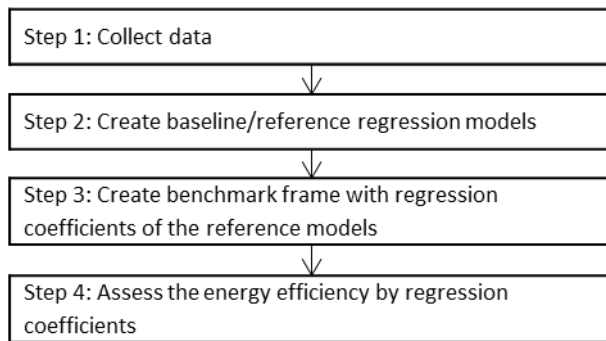 Step 1: Collect data
Step 2: Create baseline/reference regression models
Step 3: Create benchmark frame with regression
coefficients of the reference models
Step 4: Assess the energy efficiency by regression
coefficients